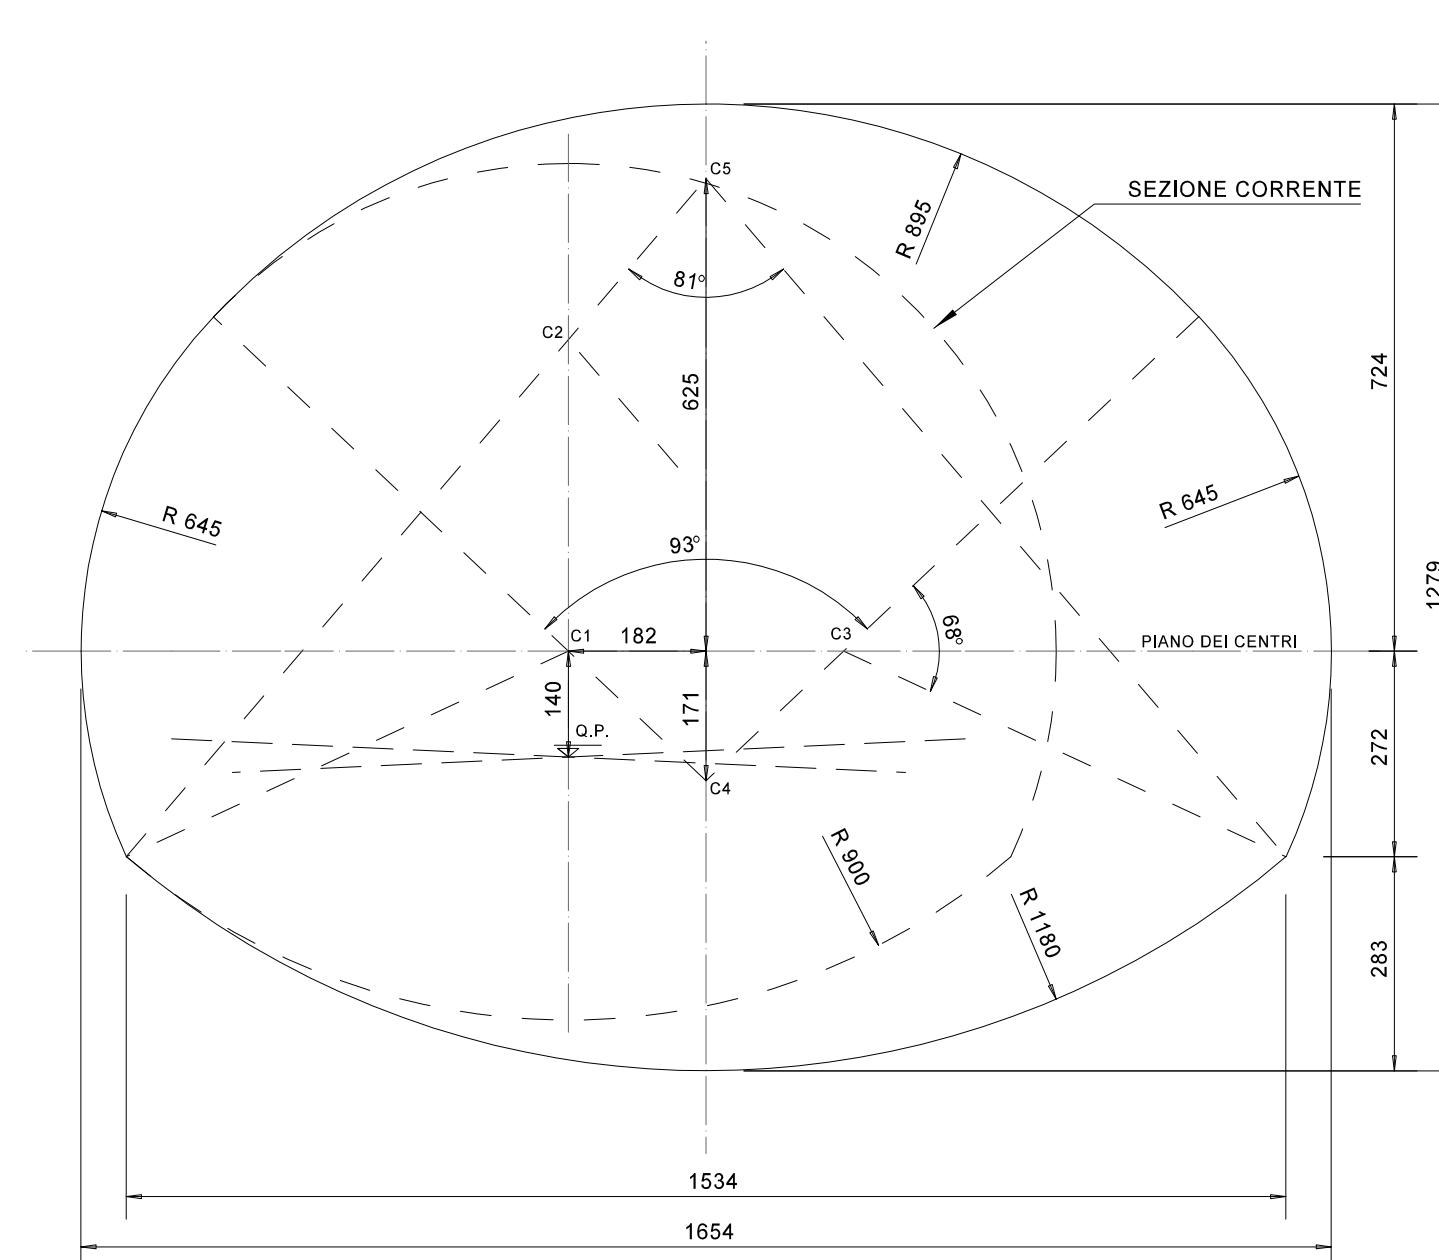 C5
SEZIONE CORRENTE
R 895
81°
C2
625
724
R 645
R 645
93°
1279
C1
182
C3
68°
PIANO DEI CENTRI
140
171
Q.P.
272
C4
R 900
R 1180
283
1534
1654